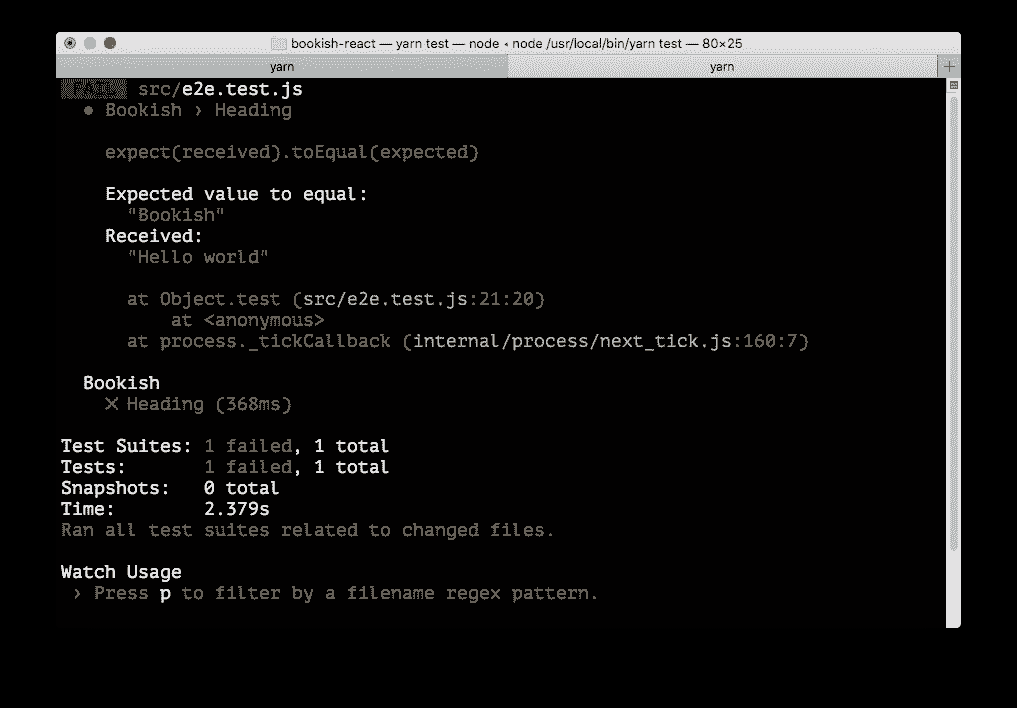 bookish-react — yarn test — node • node /usr/local/bin/yarn test — 80×25
yarn
yarn
FAIL src/e2e.test.js
● Bookish › Heading
expect(received).toEqual(expected)
Expected value to equal:
"Bookish"
Received:
"Hello world"
at Object.test (src/e2e.test.js:21:20)
at <anonymous>
at process._tickCallback (internal/process/next_tick.js:160:7)
Bookish
✕ Heading (368ms)
Test Suites: 1 failed, 1 total
Tests: 1 failed, 1 total
Snapshots: 0 total
Time: 2.379s
Ran all test suites related to changed files.
Watch Usage
› Press p to filter by a filename regex pattern.